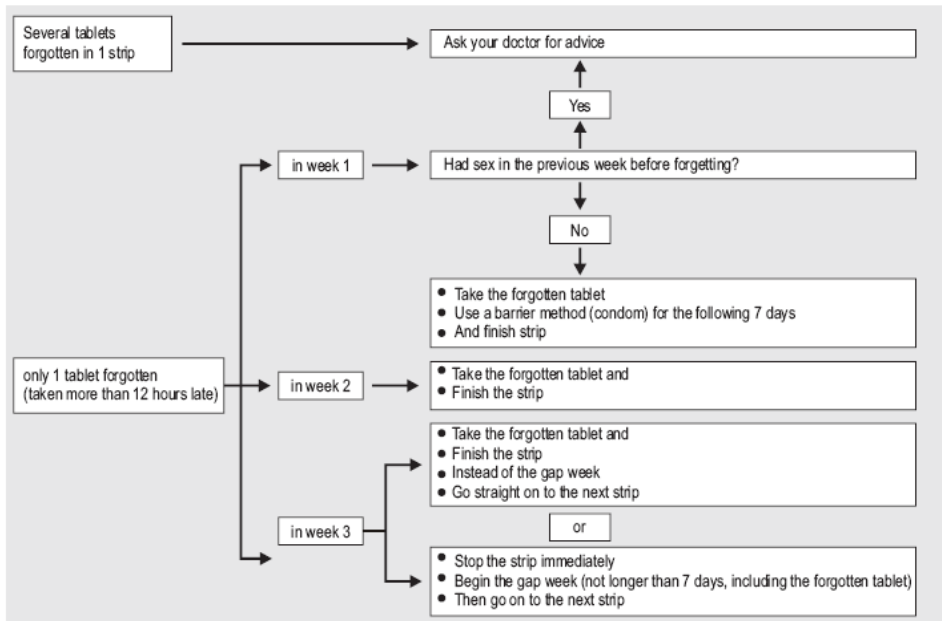 Several tablets
forgotten in 1 strip
Ask your doctor for advice
Yes
in week 1
Had sex in the previous week before forgetting?
No
• Take the forgotten tablet
• Use a barrier method (condom) for the following 7 days
• And finish strip
only 1 tablet forgotten
(taken more than 12 hours late)
in week 2
• Take the forgotten tablet and
• Finish the strip
• Take the forgotten tablet and
• Finish the strip
• Instead of the gap week
• Go straight on to the next strip
in week 3
or
• Stop the strip immediately
• Begin the gap week (not longer than 7 days, including the forgotten tablet)
• Then go on to the next strip